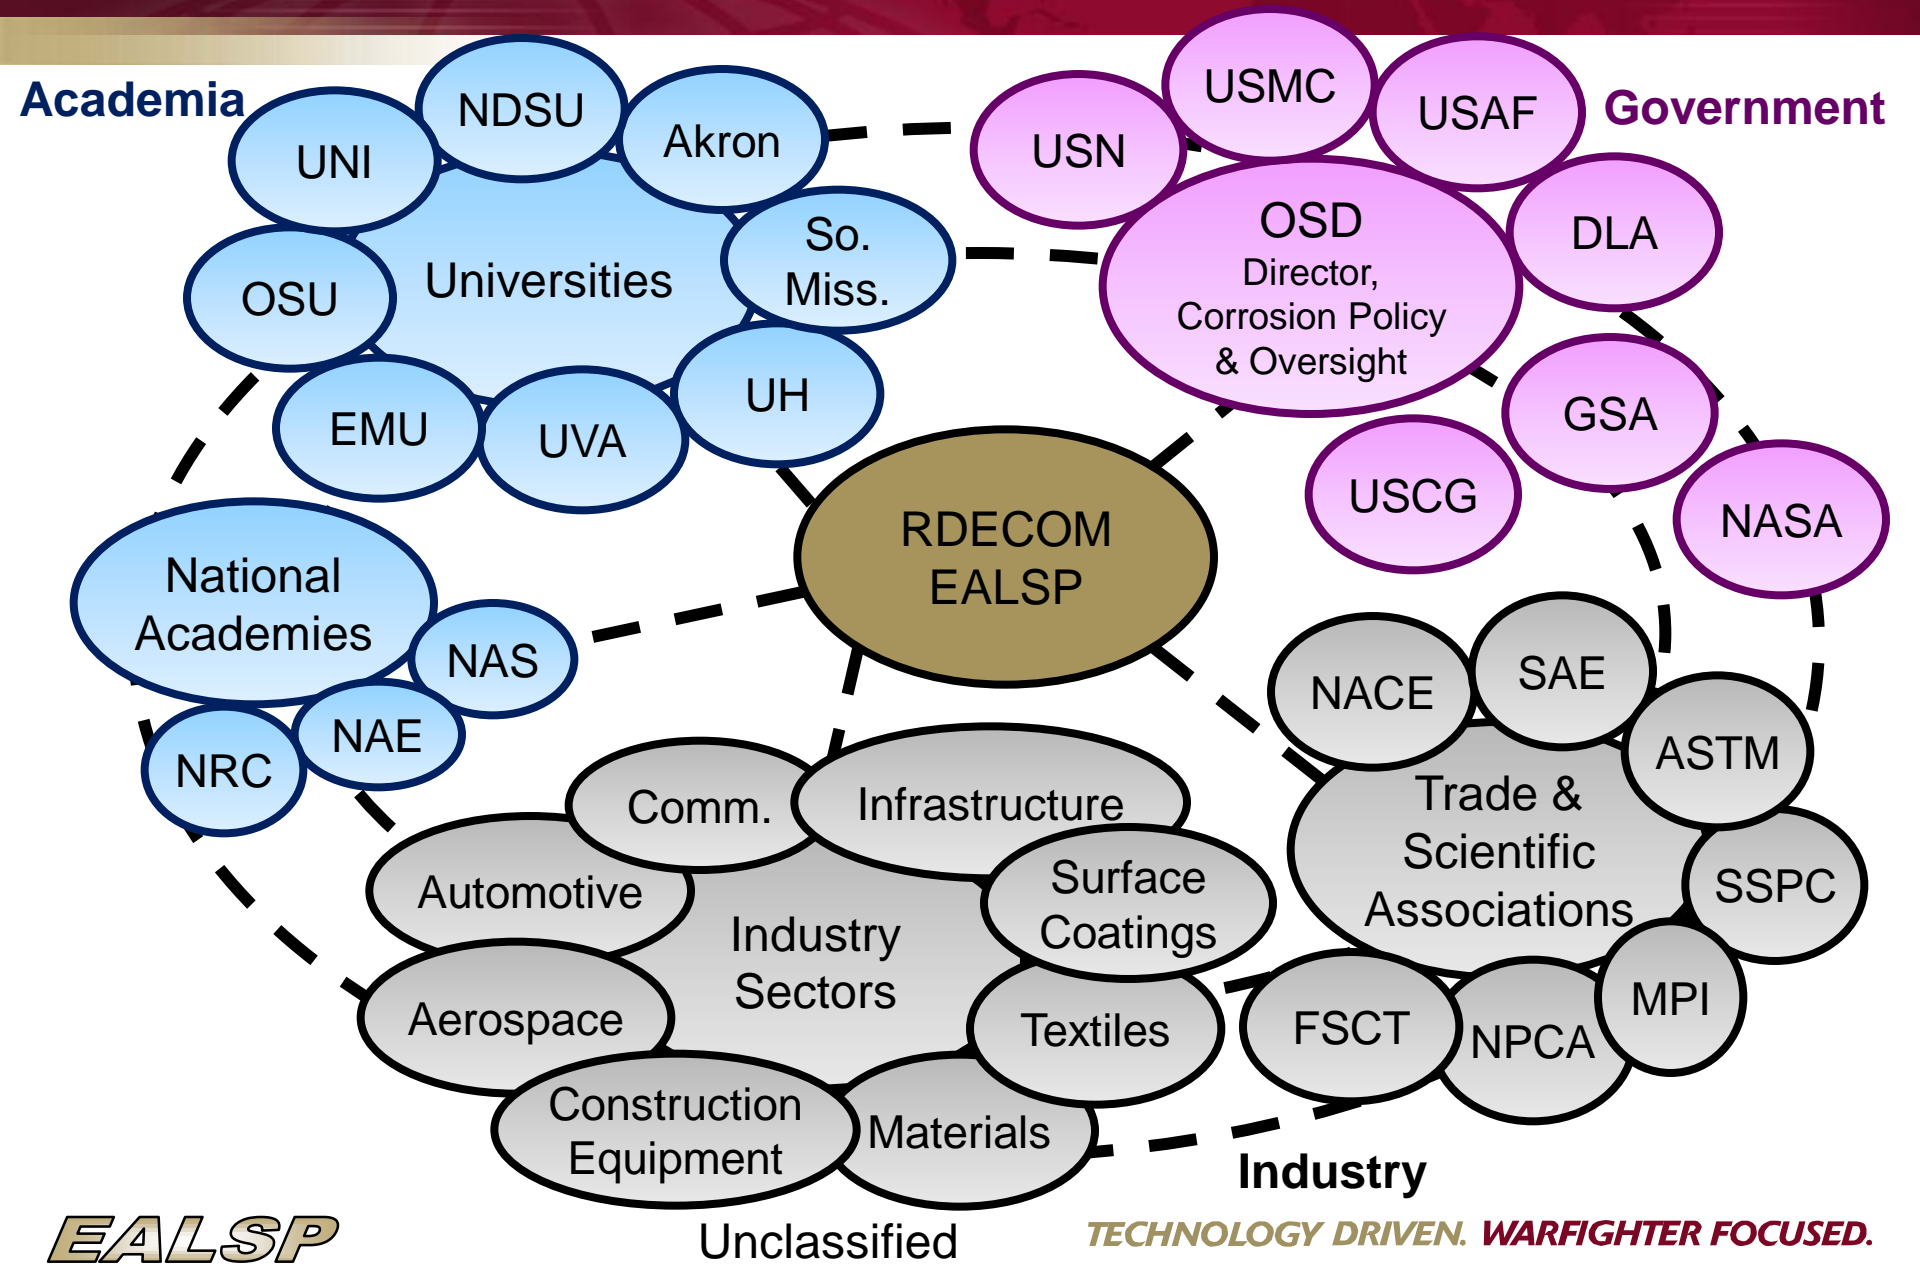 Academia
Government
NDSU
Akron
UNI
So.
Miss.
Universities
OSU
UH
EMU
UVA
USMC
USAF
USN
OSD
Director,
Corrosion Policy
& Oversight
DLA
GSA
USCG
NASA
RDECOM
EALSP
National
Academies
NAS
NAE
NRC
NACE
SAE
ASTM
Trade &
Scientific
Associations
SSPC
MPI
NPCA
FSCT
Comm.
Infrastructure
Automotive
Surface
Coatings
Industry
Sectors
Aerospace
Textiles
Construction
Equipment
Materials
Industry
EALSP
Unclassified
TECHNOLOGY DRIVEN. WARFIGHTER FOCUSED.